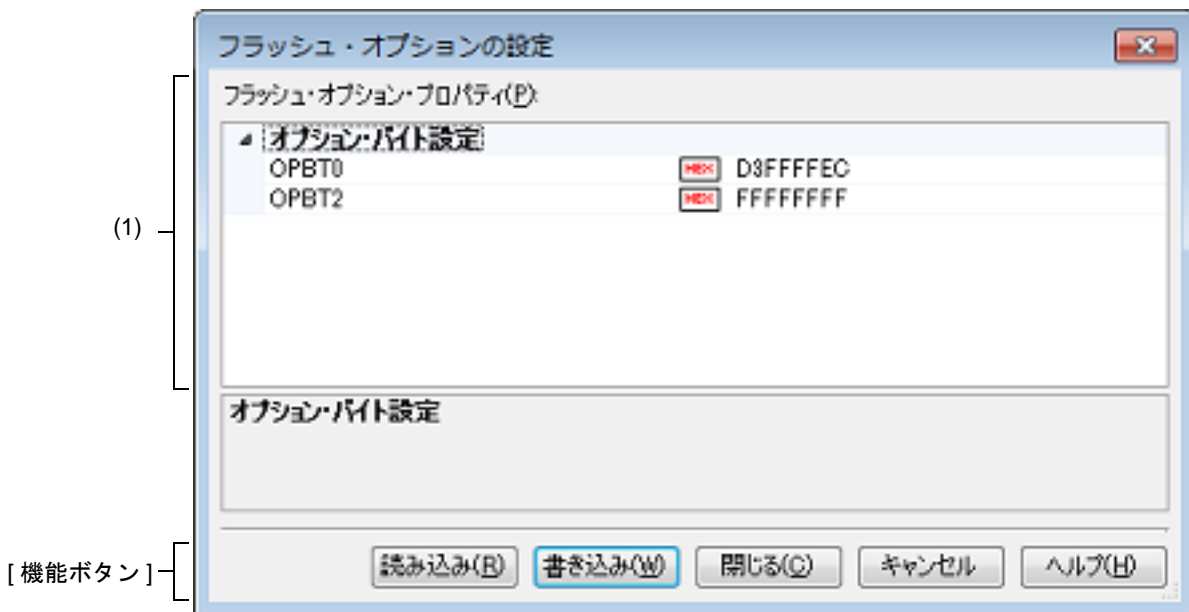 フラッシュ・オプションの設定
フラッシュ・オプション・プロパティ(P):
オプション・バイト設定
OPBT0 HEX D3FFFFEC
OPBT2 HEX FFFFFFFF
(1)
オプション・バイト設定
[ 機能ボタン ]
読み込み(R) 書き込み(W) 閉じる(C) キャンセル ヘルプ(H)